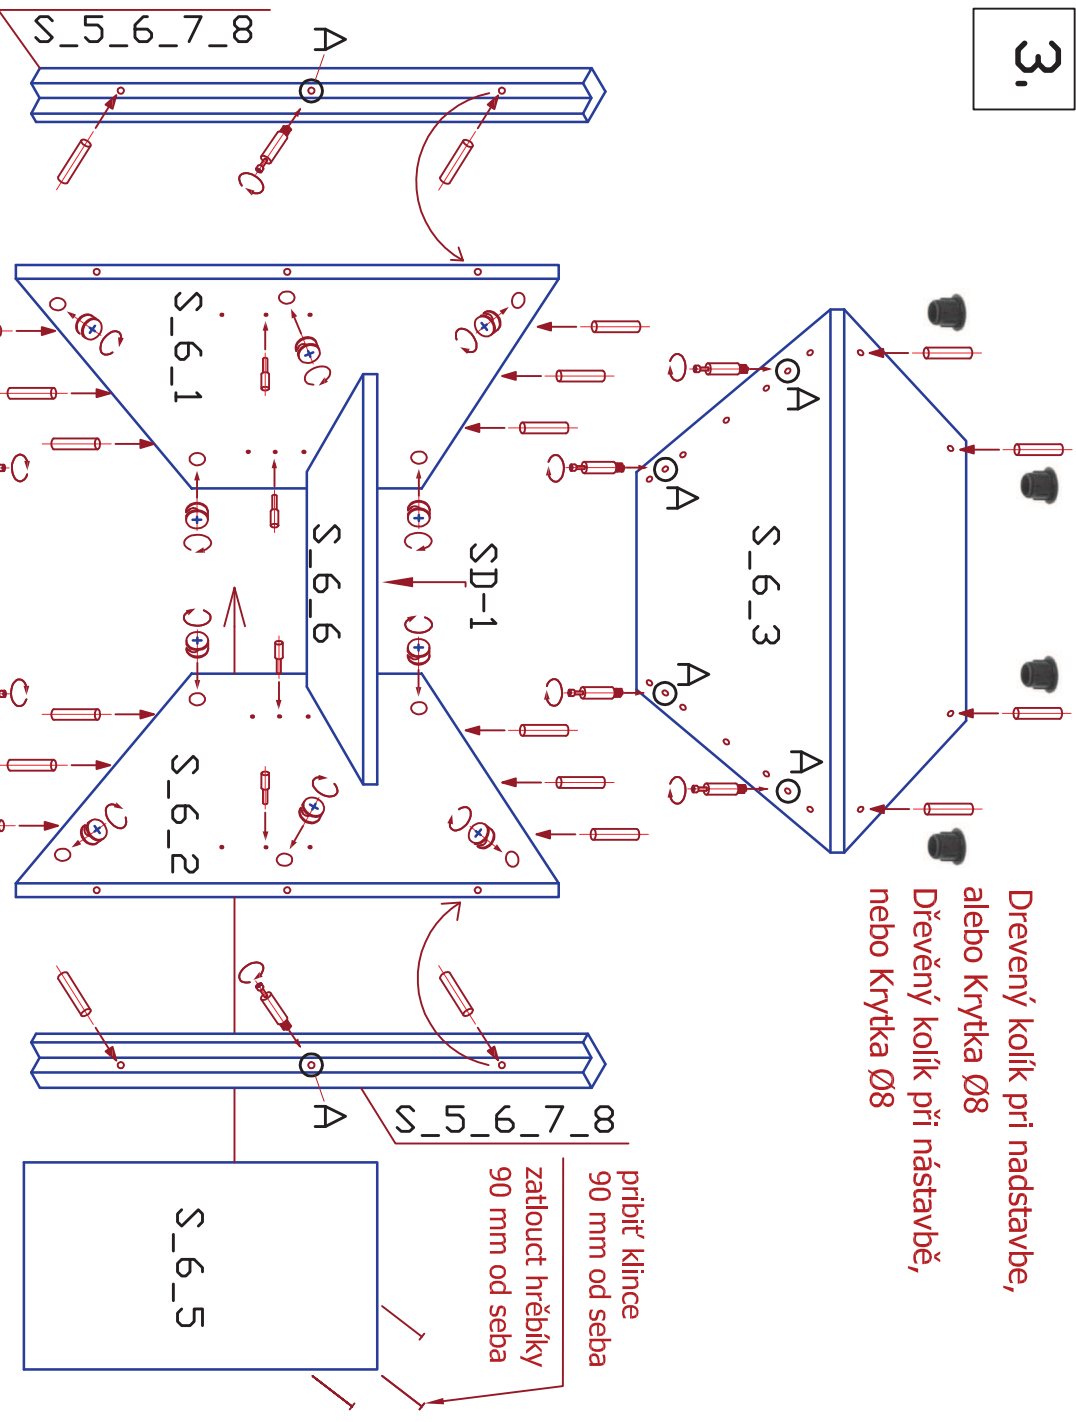 3.
Drevený kolík pri nadstavbe,
alebo Krytka Ø8
Dřevěný kolík při nástavbě,
nebo Krytka Ø8
A
A
A
A
S_6_3
pribiť klince
90 mm od seba
zatlouct hřebíky
90 mm od seba
SD-1
S_6_6
S_5_6_7_8
A
S_6_1
S_6_2
S_5_6_7_8
A
S_6_5